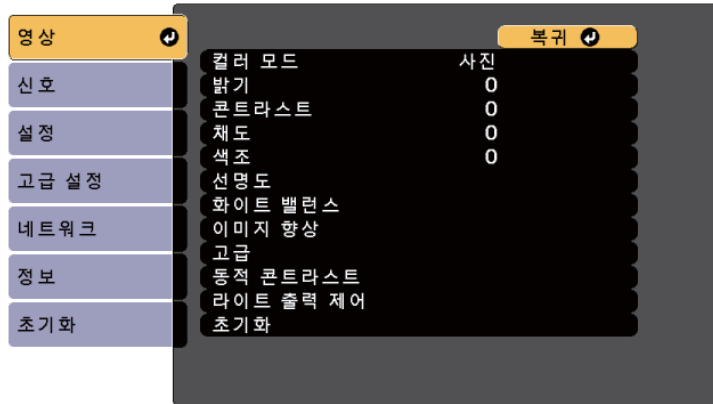 영상
신호
설정
고급 설정
네트워크
정보
초기화
복귀
컬러 모드 사진
밝기 0
콘트라스트 0
채도 0
색조 0
선명도
화이트 밸런스
이미지 향상
고급
동적 콘트라스트
라이트 출력 제어
초기화